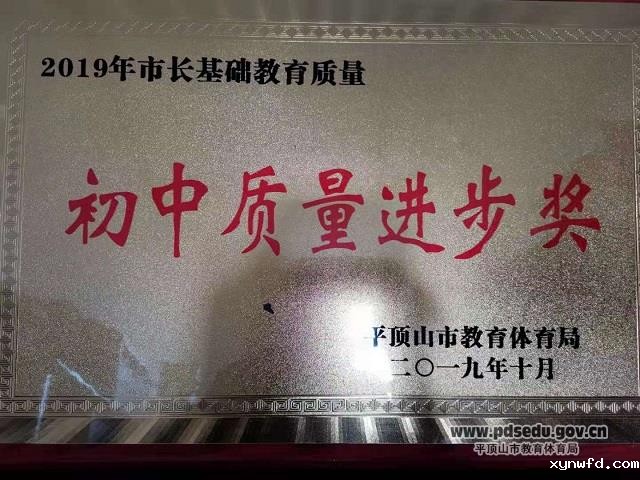 2019年市长基础教育质量
初中质量进步奖
平顶山市教育体育局
二〇一九年十月
www.pdsedu.gov.cn
平顶山市教育体育局
xynwfd.com